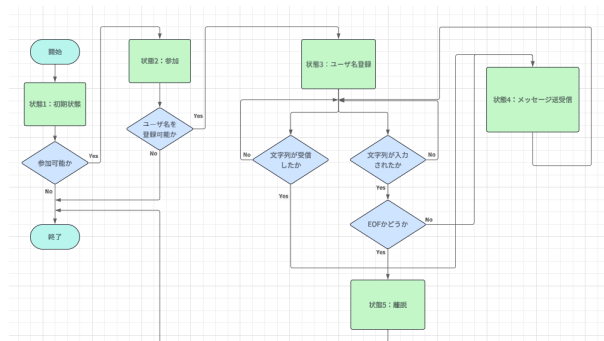 開始
状態1：初期状態
参加可能か
Yes
No
終了
状態2：参加
ユーザ名を
登録可能か
Yes
No
状態3：ユーザ名登録
文字列が受信
したか
No
Yes
文字列が入力
されたか
No
Yes
EOFかどうか
No
Yes
状態4：メッセージ送受信
状態5：離脱